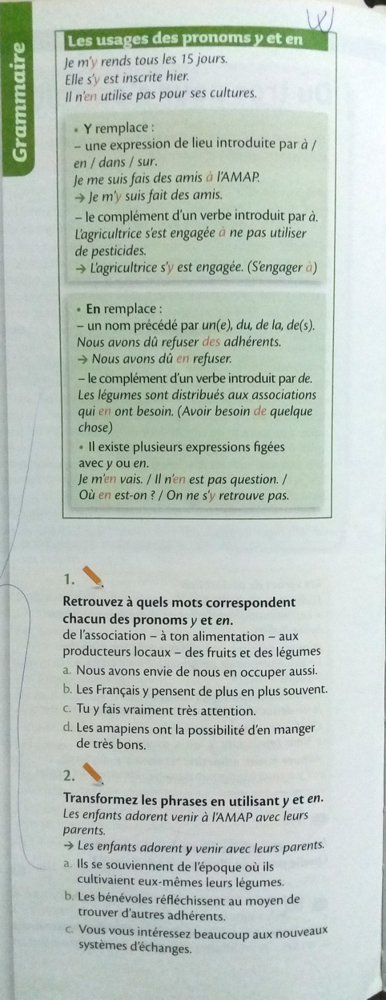 Grammaire
Les usages des pronoms y et en
Je m'y rends tous les 15 jours.
Elle s'y est inscrite hier.
Il n'en utilise pas pour ses cultures.
• Y remplace :
– une expression de lieu introduite par à /
en / dans / sur.
Je me suis fais des amis à l'AMAP.
→ Je m'y suis fait des amis.
– le complément d'un verbe introduit par à.
L'agricultrice s'est engagée à ne pas utiliser
de pesticides.
→ L'agricultrice s'y est engagée. (S'engager à)
• En remplace :
– un nom précédé par un(e), du, de la, de(s).
Nous avons dû refuser des adhérents.
→ Nous avons dû en refuser.
– le complément d'un verbe introduit par de.
Les légumes sont distribués aux associations
qui en ont besoin. (Avoir besoin de quelque
chose)
• Il existe plusieurs expressions figées
avec y ou en.
Je m'en vais. / Il n'en est pas question. /
Où en est-on ? / On ne s'y retrouve pas.
1.
Retrouvez à quels mots correspondent
chacun des pronoms y et en.
de l'association – à ton alimentation – aux
producteurs locaux – des fruits et des légumes
a. Nous avons envie de nous en occuper aussi.
b. Les Français y pensent de plus en plus souvent.
c. Tu y fais vraiment très attention.
d. Les amapiens ont la possibilité d'en manger
de très bons.
2.
Transformez les phrases en utilisant y et en.
Les enfants adorent venir à l'AMAP avec leurs
parents.
→ Les enfants adorent y venir avec leurs parents.
a. Ils se souviennent de l'époque où ils
cultivaient eux-mêmes leurs légumes.
b. Les bénévoles réfléchissent au moyen de
trouver d'autres adhérents.
c. Vous vous intéressez beaucoup aux nouveaux
systèmes d'échanges.